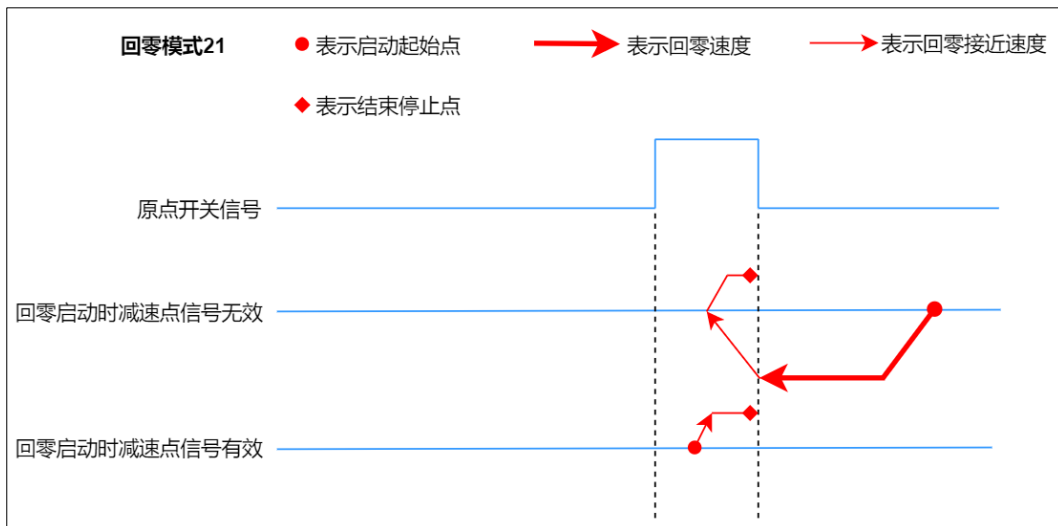 回零模式21
表示启动起始点
表示回零速度
表示回零接近速度
表示结束停止点
原点开关信号
回零启动时减速点信号无效
回零启动时减速点信号有效